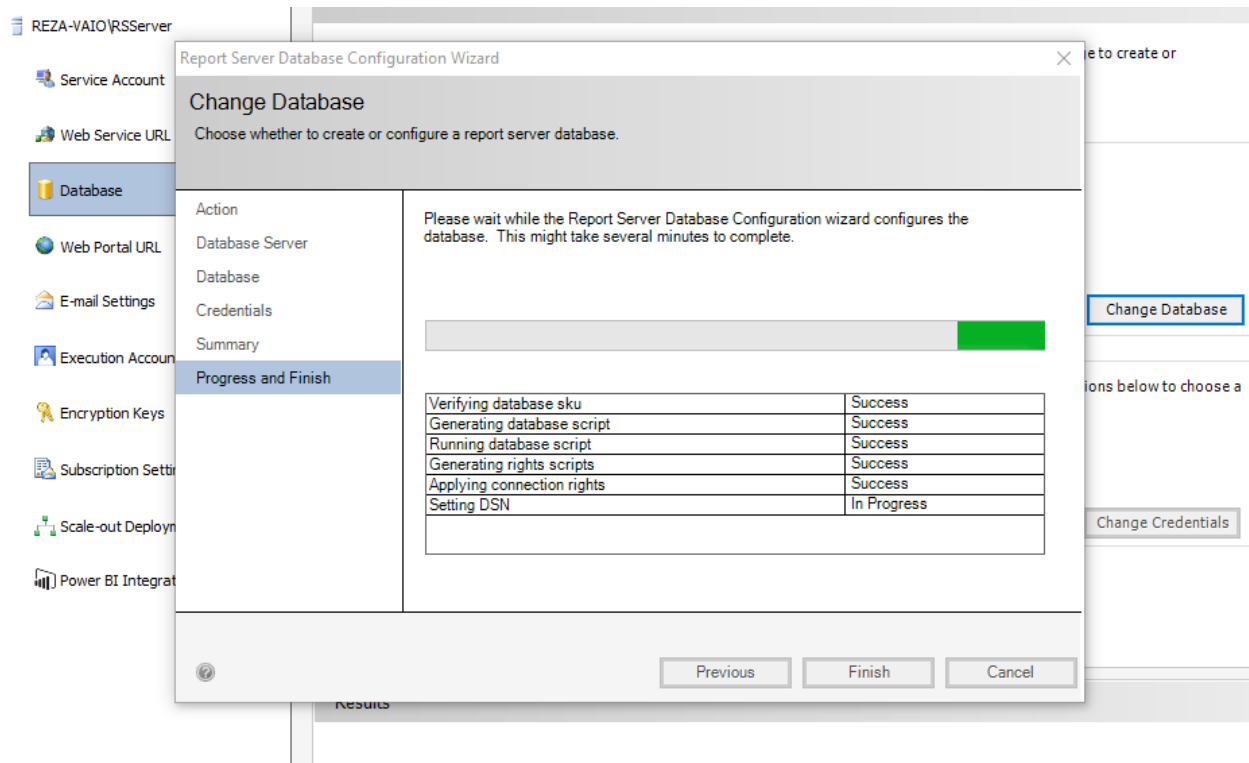 REZA-VAIO\RSServer
Service Account
Web Service URL
Database
Web Portal URL
E-mail Settings
Execution Accoun
Encryption Keys
Subscription Settin
Scale-out Deployn
Power BI Integrat
Report Server Database Configuration Wizard
Change Database
Choose whether to create or configure a report server database.
Action
Database Server
Database
Credentials
Summary
Progress and Finish
Please wait while the Report Server Database Configuration wizard configures the
database. This might take several minutes to complete.
Verifying database sku Success
Generating database script Success
Running database script Success
Generating rights scripts Success
Applying connection rights Success
Setting DSN In Progress
Previous Finish Cancel
ge to create or
Change Database
ions below to choose a
Change Credentials
Results